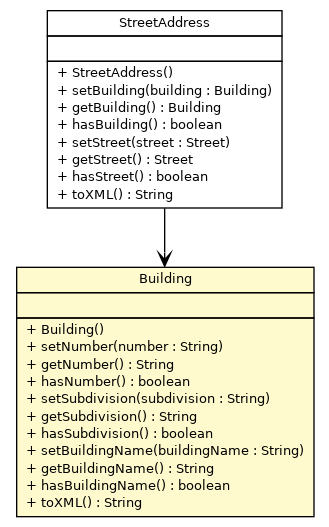 StreetAddress
+ StreetAddress()
+ setBuilding(building : Building)
+ getBuilding() : Building
+ hasBuilding() : boolean
+ setStreet(street : Street)
+ getStreet() : Street
+ hasStreet() : boolean
+ toXML() : String
Building
+ Building()
+ setNumber(number : String)
+ getNumber() : String
+ hasNumber() : boolean
+ setSubdivision(subdivision : String)
+ getSubdivision() : String
+ hasSubdivision() : boolean
+ setBuildingName(buildingName : String)
+ getBuildingName() : String
+ hasBuildingName() : boolean
+ toXML() : String